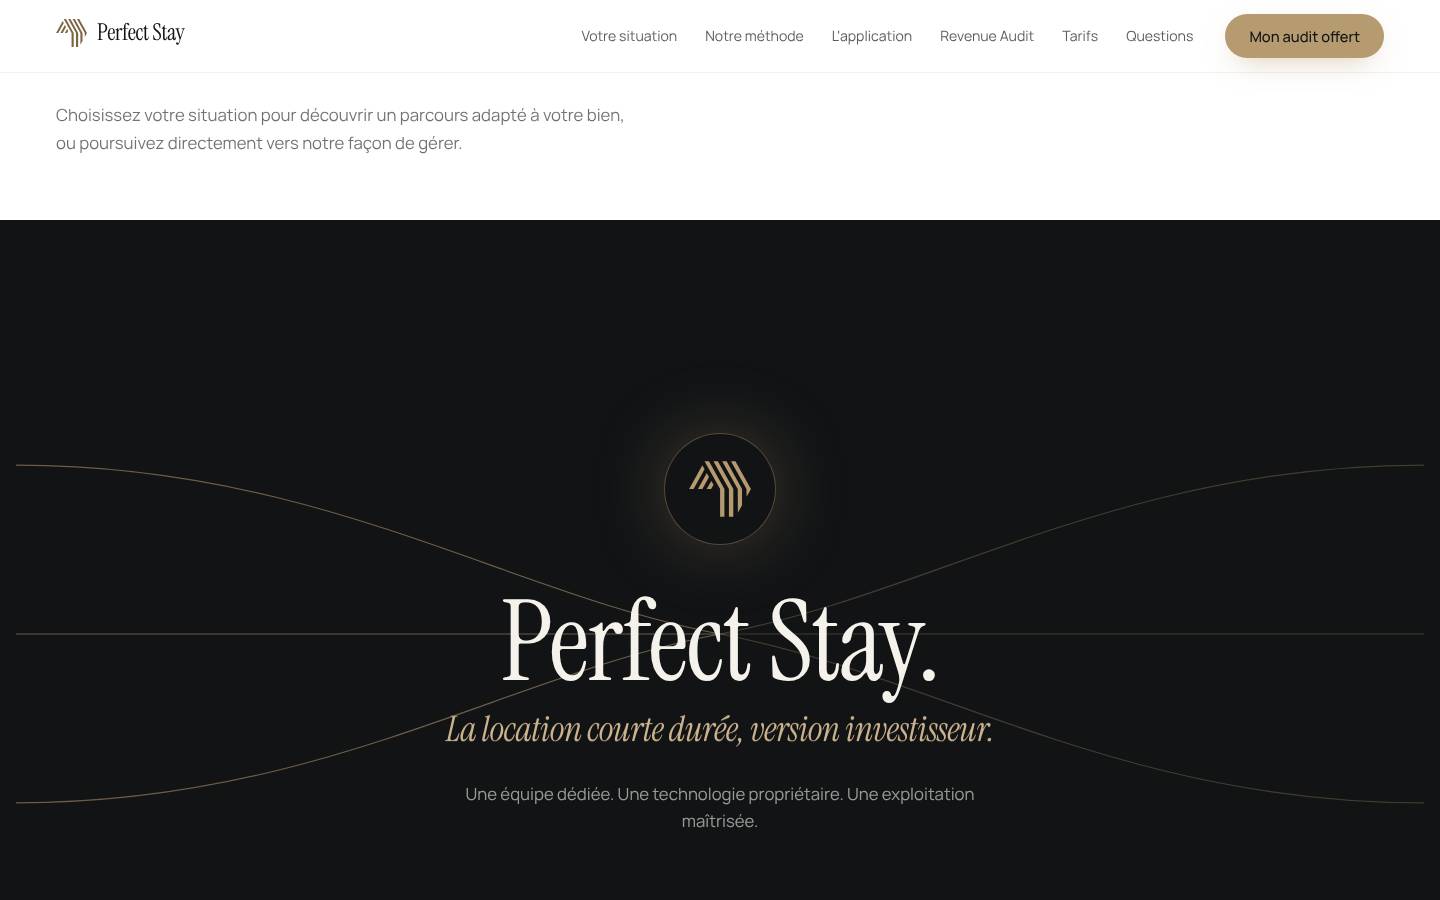 Perfect Stay
Votre situation
Notre méthode
L'application
Revenue Audit
Tarifs
Questions
Mon audit offert
Choisissez votre situation pour découvrir un parcours adapté à votre bien,
ou poursuivez directement vers notre façon de gérer.
Perfect Stay.
La location courte durée, version investisseur.
Une équipe dédiée. Une technologie propriétaire. Une exploitation
maîtrisée.